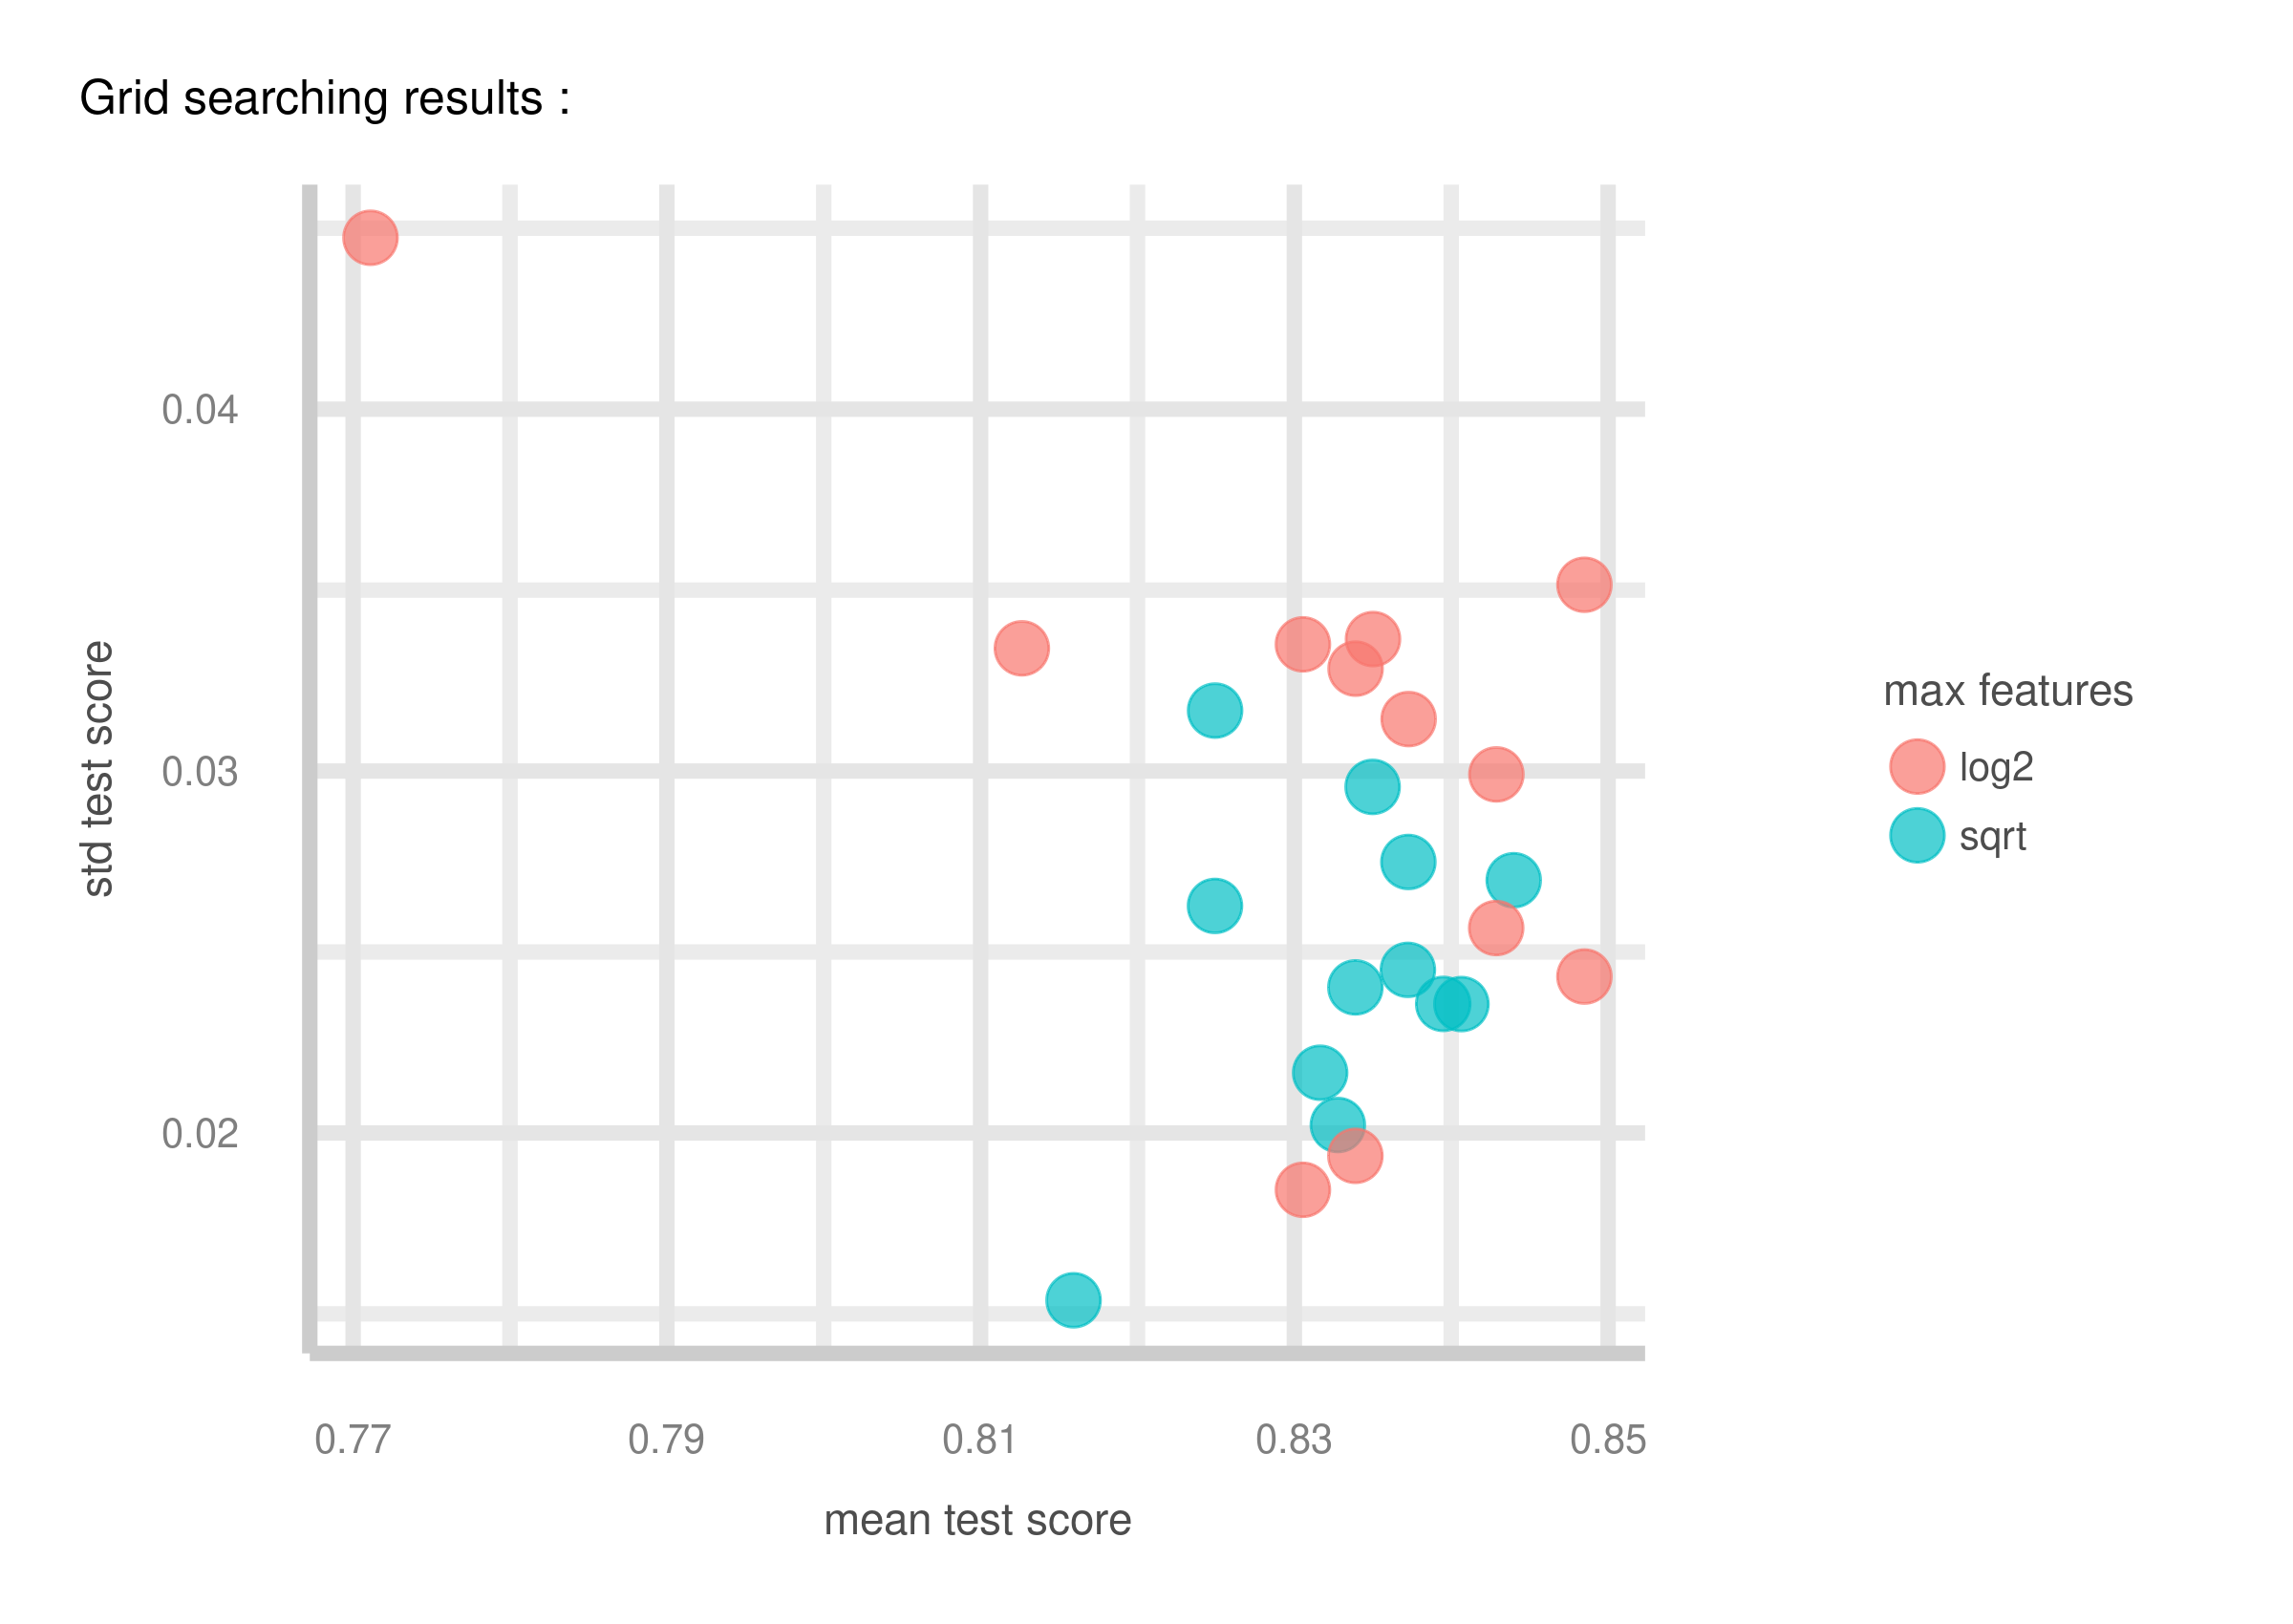 Grid searching results :
0.04
0.03
0.02
std test score
0.77
0.79
0.81
0.83
0.85
mean test score
max features
log2
sqrt